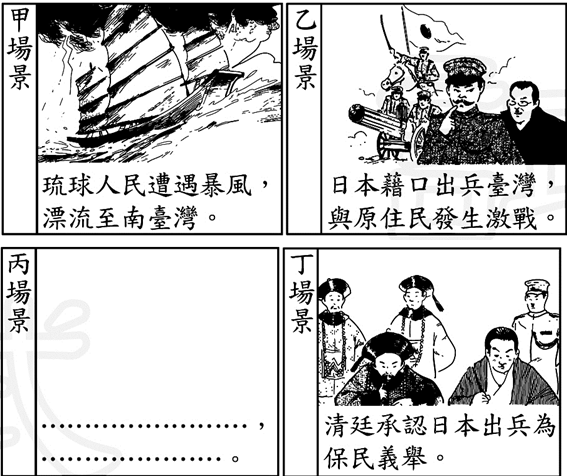 甲場景
琉球人民遭遇暴風，
漂流至南臺灣。
乙場景
日本藉口出兵臺灣，
與原住民發生激戰。
丙場景
…………………………，
………………………。
丁場景
清廷承認日本出兵為
保民義舉。